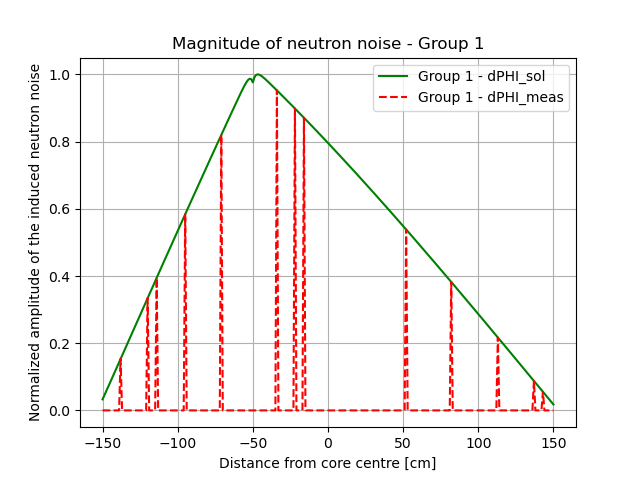 Magnitude of neutron noise - Group 1
Group 1 - dPHI_sol
Group 1 - dPHI_meas
Normalized amplitude of the induced neutron noise
1.0
0.8
0.6
0.4
0.2
0.0
−150
−100
−50
0
50
100
150
Distance from core centre [cm]